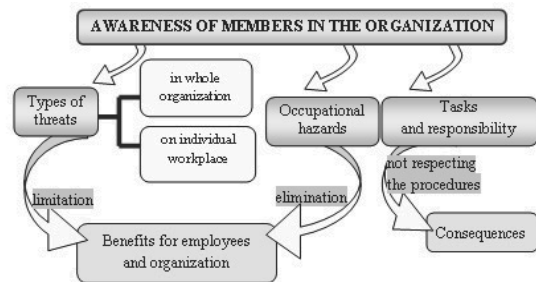 AWARENESS OF MEMBERS IN THE ORGANIZATION
in whole
organization
Types of
threats
on individual
workplace
Occupational
hazards
Tasks
and responsibility
not respecting
the procedures
limitation
elimination
Benefits for employees
and organization
Consequences